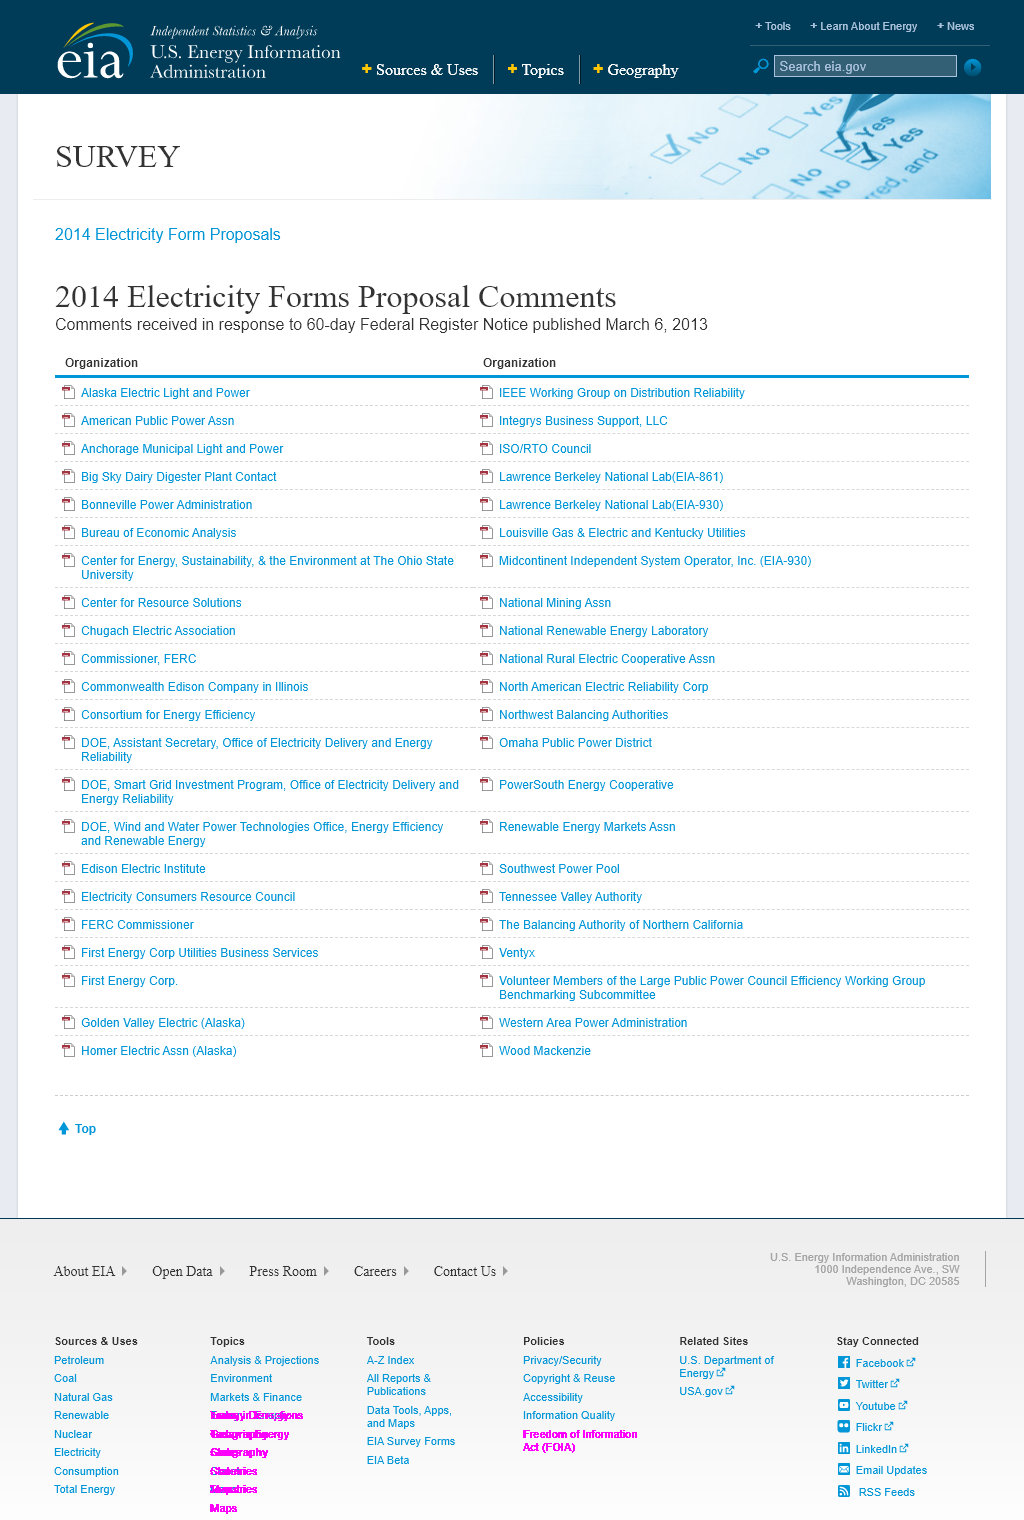 + Tools + Learn About Energy + News
Independent Statistics & Analysis
eia U.S. Energy Information
Administration
+ Sources & Uses + Topics + Geography
Search eia.gov
No
No
Yes
Yes
No
and
SURVEY
2014 Electricity Form Proposals
2014 Electricity Forms Proposal Comments
Comments received in response to 60-day Federal Register Notice published March 6, 2013
Organization Organization
Alaska Electric Light and Power IEEE Working Group on Distribution Reliability
American Public Power Assn Integrys Business Support, LLC
Anchorage Municipal Light and Power ISO/RTO Council
Big Sky Dairy Digester Plant Contact Lawrence Berkeley National Lab(EIA-861)
Bonneville Power Administration Lawrence Berkeley National Lab(EIA-930)
Bureau of Economic Analysis Louisville Gas & Electric and Kentucky Utilities
Center for Energy, Sustainability, & the Environment at The Ohio State Midcontinent Independent System Operator, Inc. (EIA-930)
University
Center for Resource Solutions National Mining Assn
Chugach Electric Association National Renewable Energy Laboratory
Commissioner, FERC National Rural Electric Cooperative Assn
Commonwealth Edison Company in Illinois North American Electric Reliability Corp
Consortium for Energy Efficiency Northwest Balancing Authorities
DOE, Assistant Secretary, Office of Electricity Delivery and Energy Omaha Public Power District
Reliability
DOE, Smart Grid Investment Program, Office of Electricity Delivery and PowerSouth Energy Cooperative
Energy Reliability
DOE, Wind and Water Power Technologies Office, Energy Efficiency Renewable Energy Markets Assn
and Renewable Energy
Edison Electric Institute Southwest Power Pool
Electricity Consumers Resource Council Tennessee Valley Authority
FERC Commissioner The Balancing Authority of Northern California
First Energy Corp Utilities Business Services Ventyx
First Energy Corp. Volunteer Members of the Large Public Power Council Efficiency Working Group
Benchmarking Subcommittee
Golden Valley Electric (Alaska) Western Area Power Administration
Homer Electric Assn (Alaska) Wood Mackenzie
Top
About EIA Open Data Press Room Careers Contact Us
U.S. Energy Information Administration
1000 Independence Ave., SW
Washington, DC 20585
Sources & Uses
Petroleum
Coal
Natural Gas
Renewable
Nuclear
Electricity
Consumption
Total Energy
Topics
Analysis & Projections
Environment
Markets & Finance
Geography
Maps
Tools
A-Z Index
All Reports &
Publications
Data Tools, Apps,
and Maps
EIA Survey Forms
EIA Beta
Policies
Privacy/Security
Copyright & Reuse
Accessibility
Information Quality
Freedom of Information
Act (FOIA)
Related Sites
U.S. Department of
Energy
USA.gov
Stay Connected
Facebook
Twitter
Youtube
Flickr
LinkedIn
Email Updates
RSS Feeds